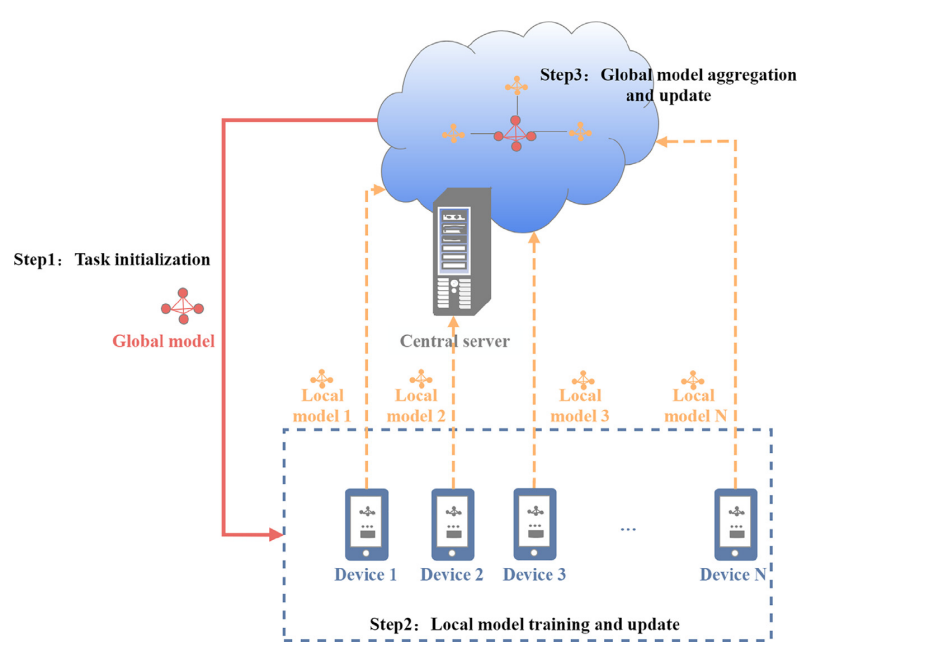 Step3：Global model aggregation
and update
Step1：Task initialization
Global model
Central server
Local
model 1
Local
model 2
Local
model 3
Local
model N
Device 1
Device 2
Device 3
...
Device N
Step2：Local model training and update